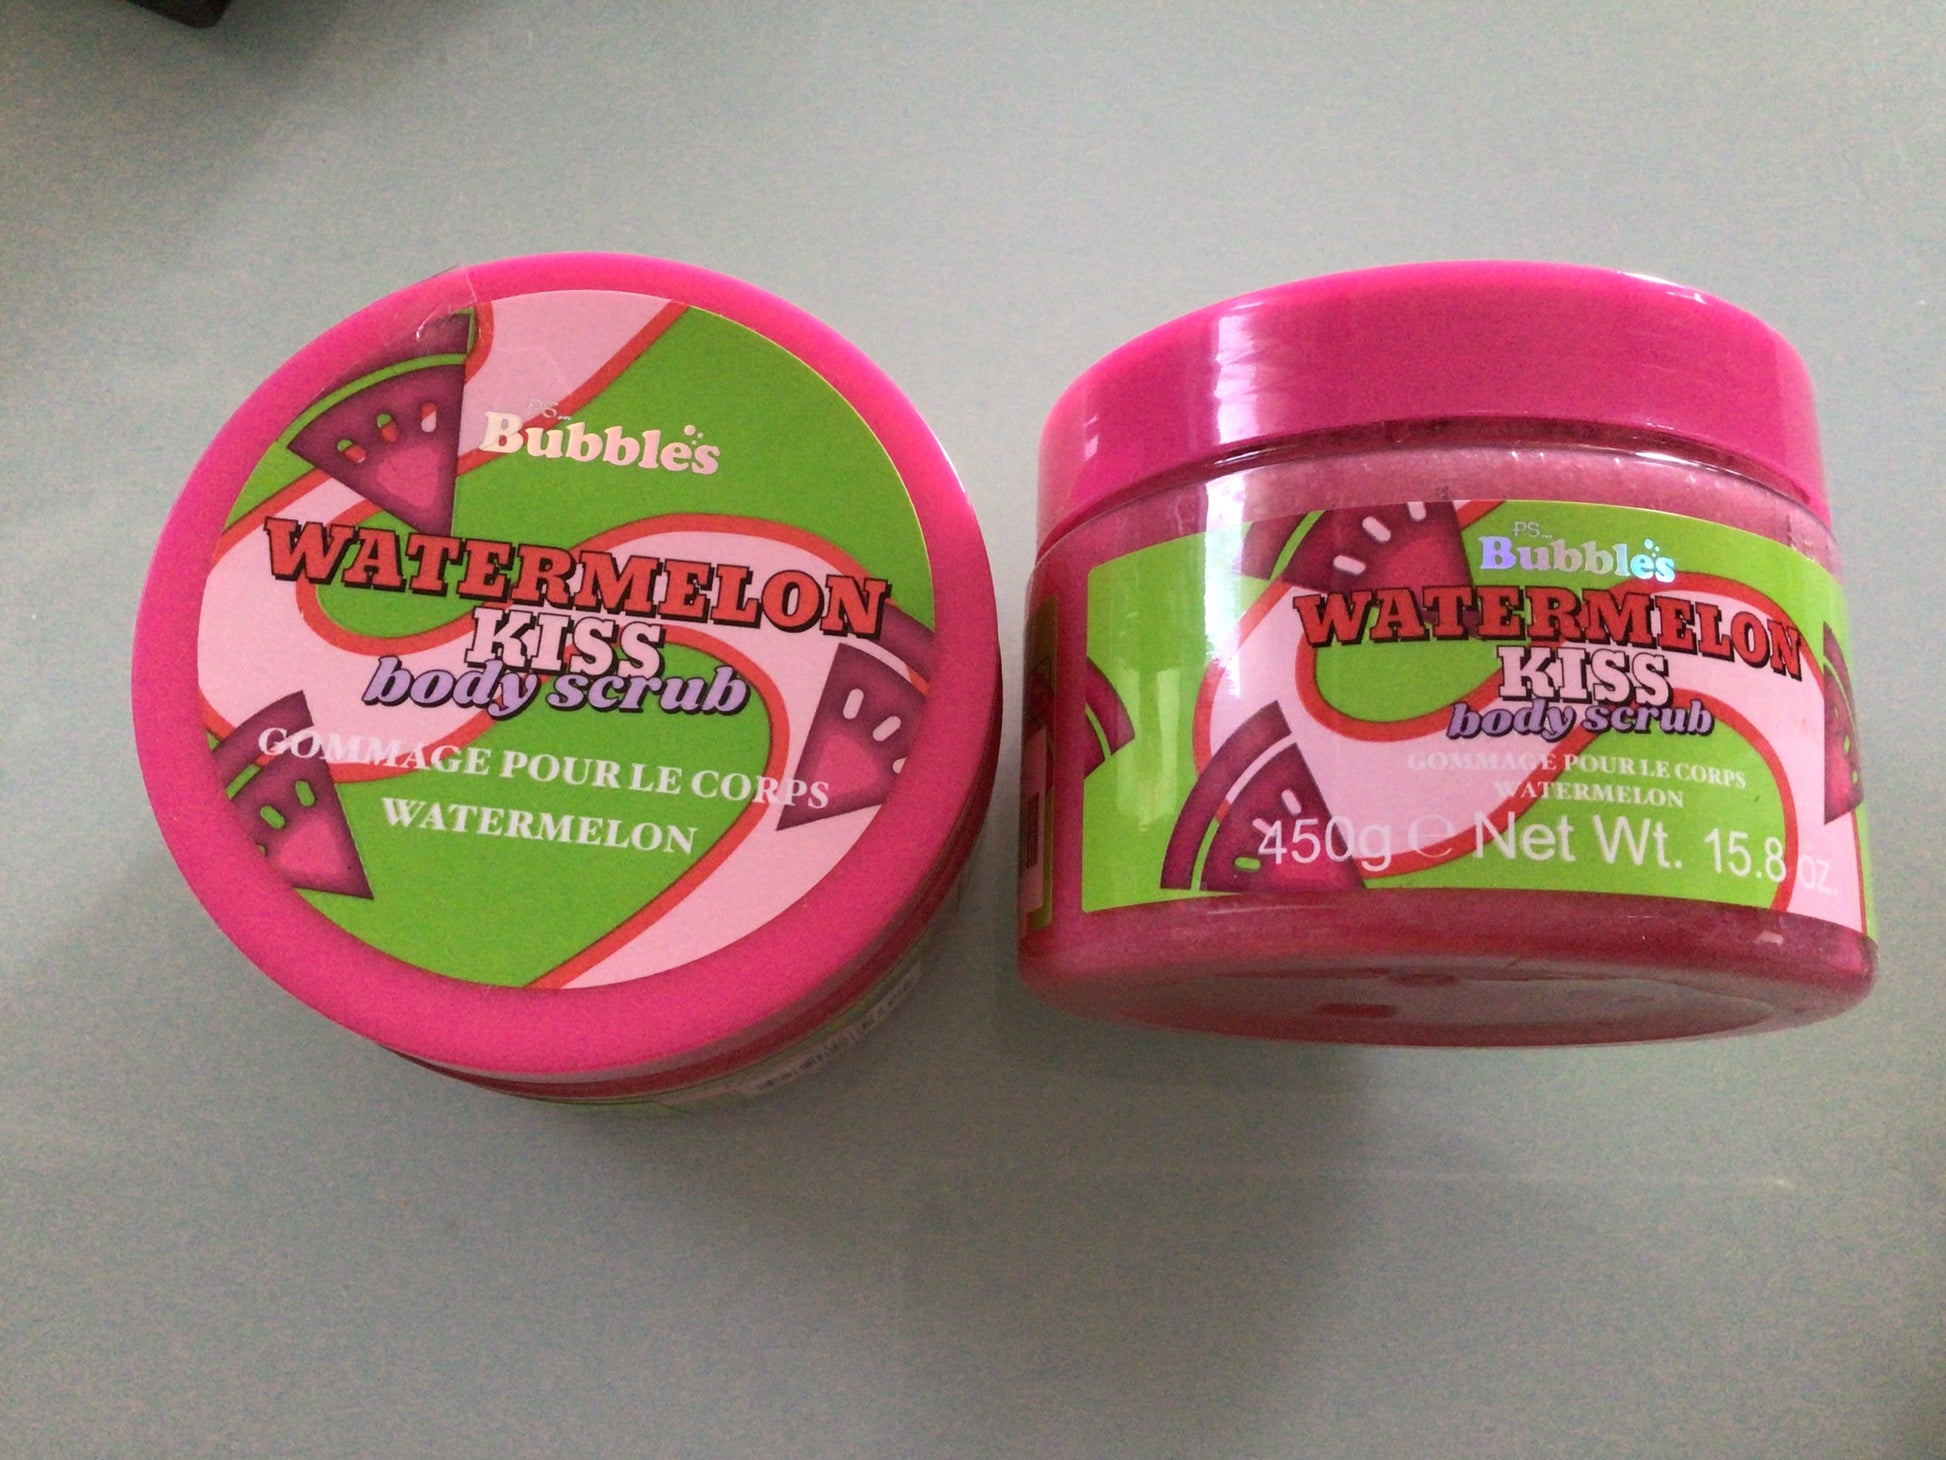 PS...
Bubble's
WATERMELON
KISS
body scrub
GOMMAGE POUR LE CORPS
WATERMELON
PS...
Bubble's
WATERMELON
KISS
body scrub
GOMMAGE POUR LE CORPS
WATERMELON
450g ℮ Net Wt. 15.8 oz.